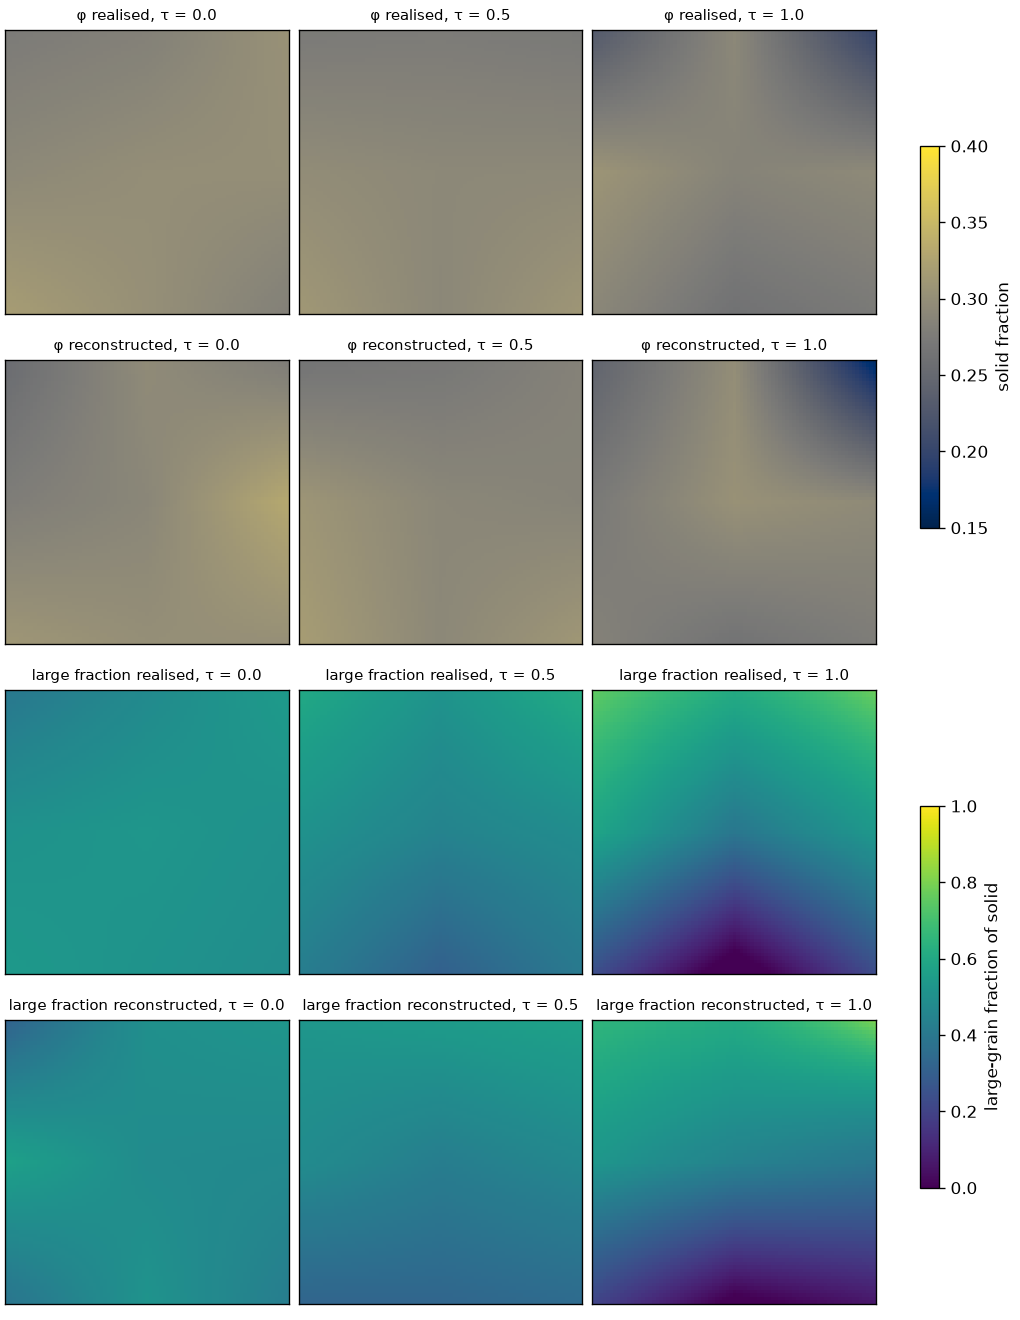 φ realised, τ = 0.0
φ realised, τ = 0.5
φ realised, τ = 1.0
φ reconstructed, τ = 0.0
φ reconstructed, τ = 0.5
φ reconstructed, τ = 1.0
0.40
0.35
0.30
0.25
0.20
0.15
solid fraction
large fraction realised, τ = 0.0
large fraction realised, τ = 0.5
large fraction realised, τ = 1.0
large fraction reconstructed, τ = 0.0
large fraction reconstructed, τ = 0.5
large fraction reconstructed, τ = 1.0
1.0
0.8
0.6
0.4
0.2
0.0
large-grain fraction of solid